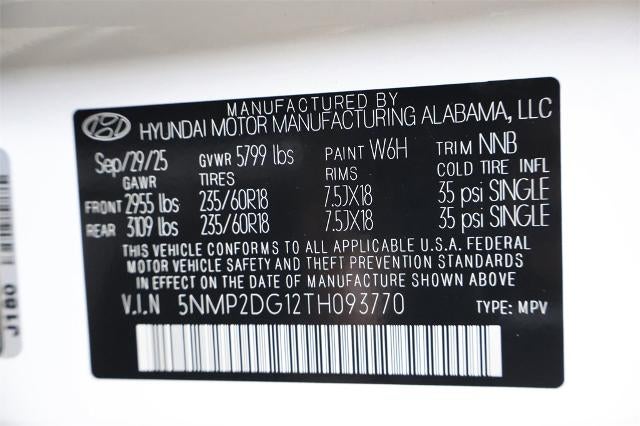 MANUFACTURED BY
HYUNDAI MOTOR MANUFACTURING ALABAMA, LLC
Sep/29/25 GVWR 5799 lbs PAINT W6H TRIM NNB
GAWR TIRES RIMS COLD TIRE INFL
FRONT 2955 lbs 235/60R18 7.5JX18 35 psi SINGLE
REAR 3109 lbs 235/60R18 7.5JX18 35 psi SINGLE
THIS VEHICLE CONFORMS TO ALL APPLICABLE U.S.A. FEDERAL
MOTOR VEHICLE SAFETY AND THEFT PREVENTION STANDARDS
IN EFFECT ON THE DATE OF MANUFACTURE SHOWN ABOVE.
V.I.N 5NMP2DG12TH093770 TYPE: MPV
J180